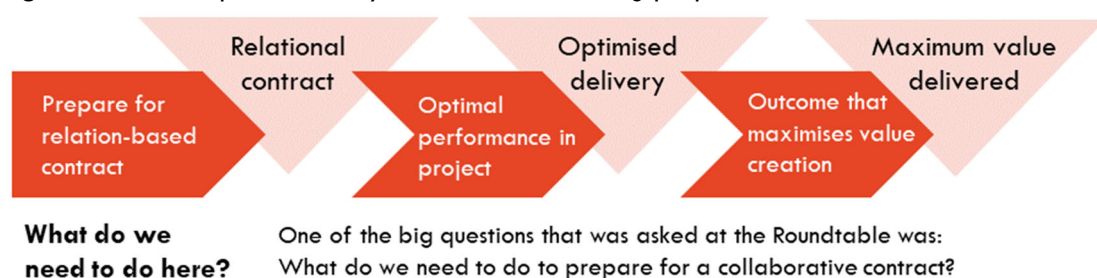 Relational
contract
Optimised
delivery
Maximum value
delivered
Prepare for
relation-based
contract
Optimal
performance in
project
Outcome that
maximises value
creation
What do we
need to do here?
One of the big questions that was asked at the Roundtable was:
What do we need to do to prepare for a collaborative contract?